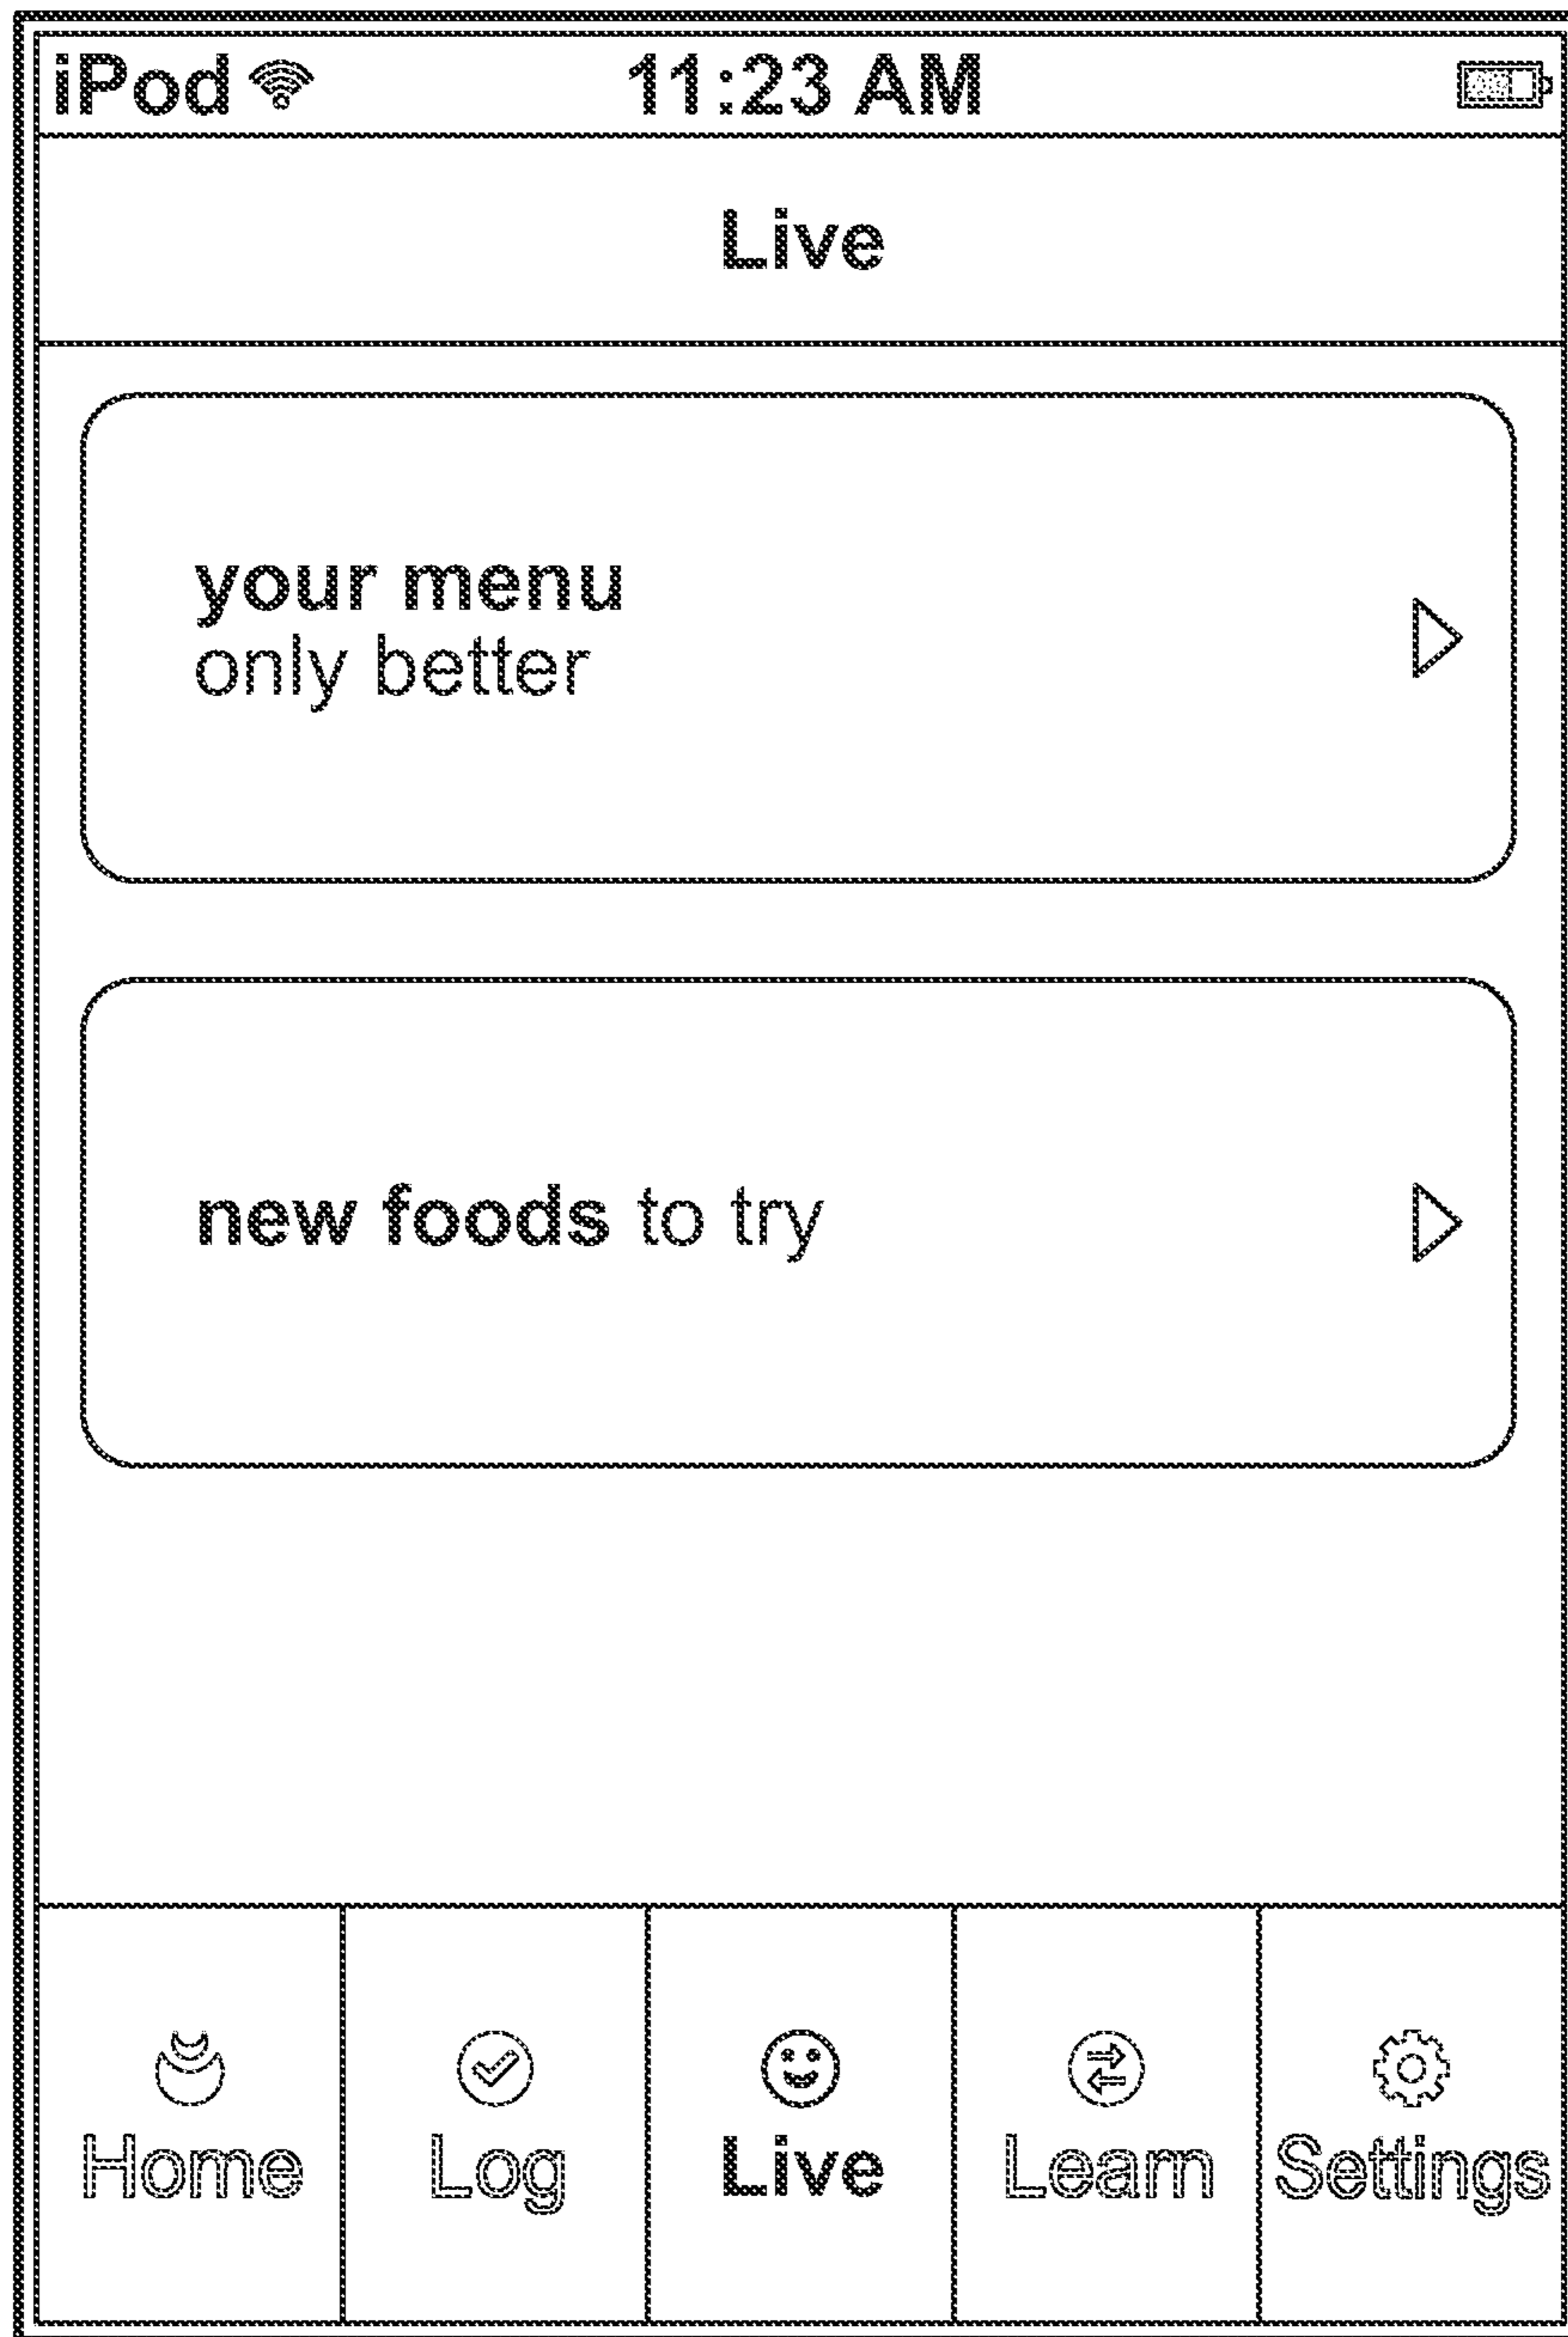 iPod 11:23 AM
Live
your menu
only better
new foods to try
Home Log Live Learn Settings